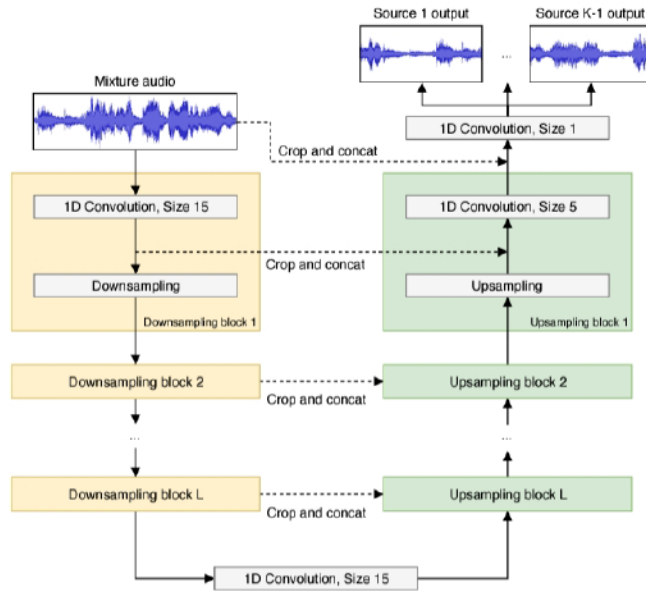 Source 1 output
Source K-1 output
...
Mixture audio
1D Convolution, Size 1
Crop and concat
1D Convolution, Size 15
1D Convolution, Size 5
Crop and concat
Downsampling
Upsampling
Downsampling block 1
Upsampling block 1
Downsampling block 2
Upsampling block 2
Crop and concat
...
...
Downsampling block L
Upsampling block L
Crop and concat
1D Convolution, Size 15